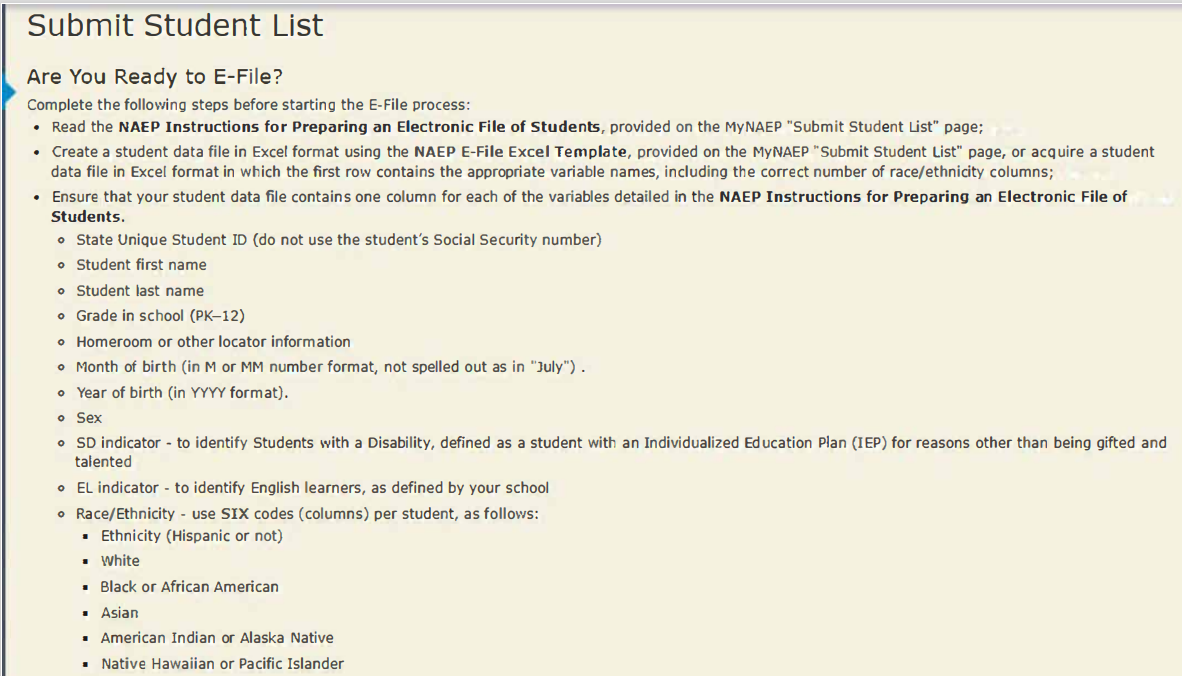 Submit Student List
Are You Ready to E-File?
Complete the following steps before starting the E-File process:
• Read the NAEP Instructions for Preparing an Electronic File of Students, provided on the MyNAEP "Submit Student List" page;
• Create a student data file in Excel format using the NAEP E-File Excel Template, provided on the MyNAEP "Submit Student List" page, or acquire a student
data file in Excel format in which the first row contains the appropriate variable names, including the correct number of race/ethnicity columns;
• Ensure that your student data file contains one column for each of the variables detailed in the NAEP Instructions for Preparing an Electronic File of
Students.
◦ State Unique Student ID (do not use the student's Social Security number)
◦ Student first name
◦ Student last name
◦ Grade in school (PK–12)
◦ Homeroom or other locator information
◦ Month of birth (in M or MM number format, not spelled out as in "July") .
◦ Year of birth (in YYYY format).
◦ Sex
◦ SD indicator - to identify Students with a Disability, defined as a student with an Individualized Education Plan (IEP) for reasons other than being gifted and
talented
◦ EL indicator - to identify English learners, as defined by your school
◦ Race/Ethnicity - use SIX codes (columns) per student, as follows:
▪ Ethnicity (Hispanic or not)
▪ White
▪ Black or African American
▪ Asian
▪ American Indian or Alaska Native
▪ Native Hawaiian or Pacific Islander